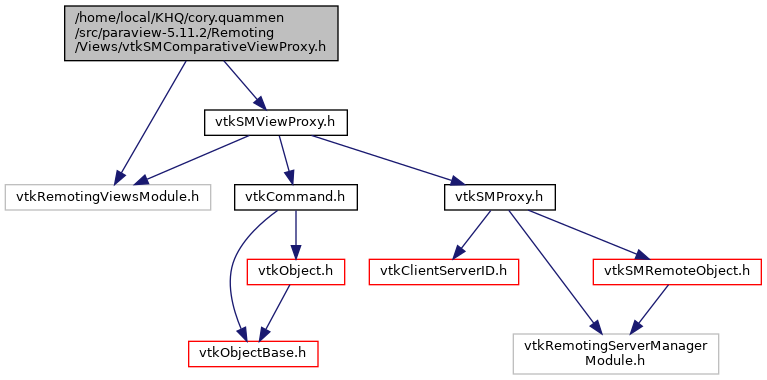 /home/local/KHQ/cory.quammen
/src/paraview-5.11.2/Remoting
/Views/vtkSMComparativeViewProxy.h
vtkSMViewProxy.h
vtkRemotingViewsModule.h
vtkCommand.h
vtkSMProxy.h
vtkObject.h
vtkClientServerID.h
vtkSMRemoteObject.h
vtkObjectBase.h
vtkRemotingServerManager
Module.h